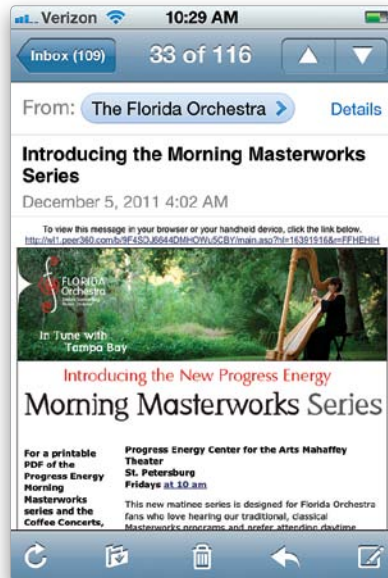 Verizon 10:29 AM
Inbox (109) 33 of 116
From: The Florida Orchestra Details
Introducing the Morning Masterworks
Series
December 5, 2011 4:02 AM
To view this message in your browser or your handheld device, click the link below.
FLORIDA
Orchestra
In Tune with
Tampa Bay
Introducing the New Progress Energy
Morning Masterworks Series
For a printable
PDF of the
Progress Energy
Morning
Masterworks
series and the
Coffee Concerts,
Progress Energy Center for the Arts Mahaffey
Theater
St. Petersburg
Fridays at 10 am
This new matinee series is designed for Florida Orchestra
fans who love hearing our traditional, classical
Masterworks programs and prefer attending daytime